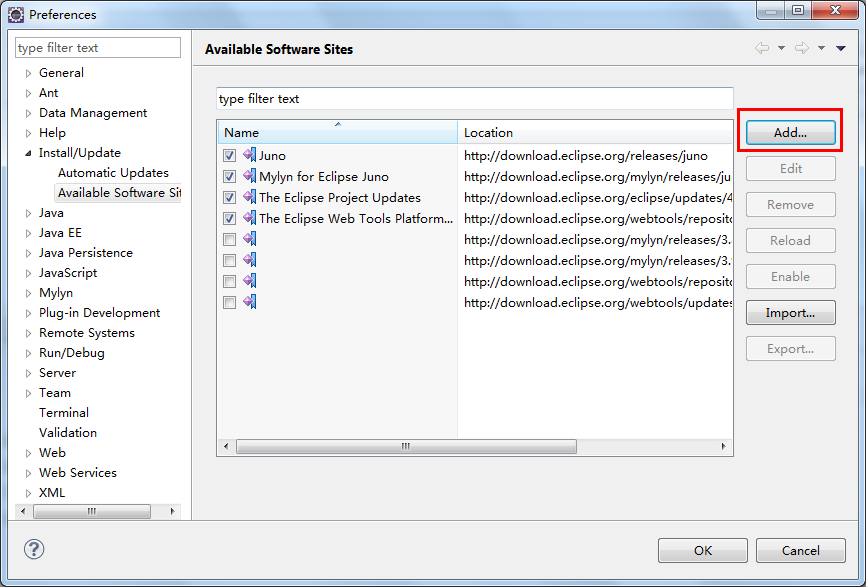 Preferences
type filter text
General
Ant
Data Management
Help
Install/Update
Automatic Updates
Available Software Sit
Java
Java EE
Java Persistence
JavaScript
Mylyn
Plug-in Development
Remote Systems
Run/Debug
Server
Team
Terminal
Validation
Web
Web Services
XML
Available Software Sites
type filter text
Name Location
Juno http://download.eclipse.org/releases/juno
Mylyn for Eclipse Juno http://download.eclipse.org/mylyn/releases/ju
The Eclipse Project Updates http://download.eclipse.org/eclipse/updates/4
The Eclipse Web Tools Platform... http://download.eclipse.org/webtools/reposito
http://download.eclipse.org/mylyn/releases/3.
http://download.eclipse.org/mylyn/releases/3.
http://download.eclipse.org/webtools/reposito
http://download.eclipse.org/webtools/updates
Add...
Edit
Remove
Reload
Enable
Import...
Export...
OK Cancel